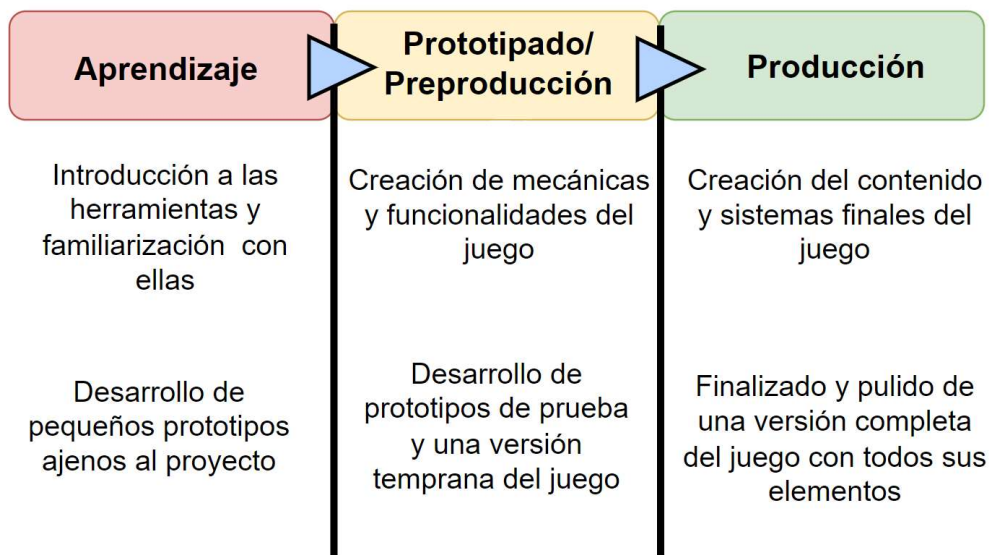 Aprendizaje
Prototipado/
Preproducción
Producción
Introducción a las
herramientas y
familiarización con
ellas
Creación de mecánicas
y funcionalidades del
juego
Creación del contenido
y sistemas finales del
juego
Desarrollo de
pequeños prototipos
ajenos al proyecto
Desarrollo de
prototipos de prueba
y una versión
temprana del juego
Finalizado y pulido de
una versión completa
del juego con todos sus
elementos